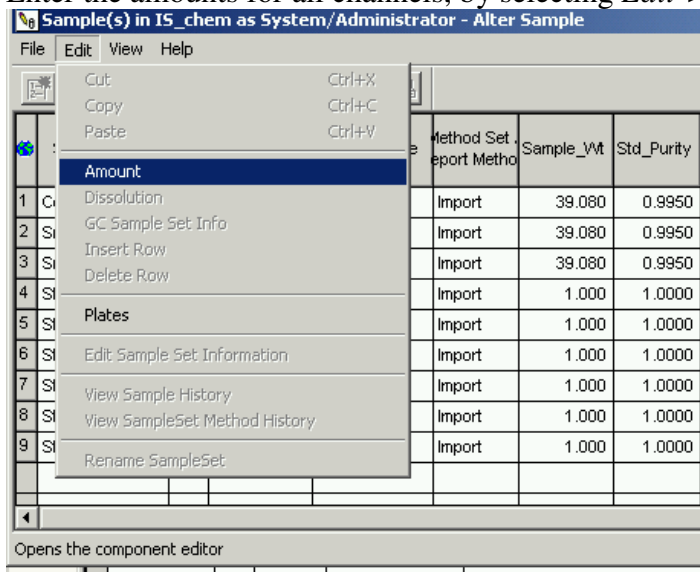 Enter the amounts for all channels, by selecting Edit >
Sample(s) in IS_chem as System/Administrator - Alter Sample
File Edit View Help
Cut Ctrl+X
Copy Ctrl+C
Paste Ctrl+V
Amount
Dissolution
GC Sample Set Info
Insert Row
Delete Row
Plates
Edit Sample Set Information
View Sample History
View SampleSet Method History
Rename SampleSet
Sample_Wt Std_Purity
1 Import 39.080 0.9950
2 Import 39.080 0.9950
3 Import 39.080 0.9950
4 Import 1.000 1.0000
5 Import 1.000 1.0000
6 Import 1.000 1.0000
7 Import 1.000 1.0000
8 Import 1.000 1.0000
9 Import 1.000 1.0000
Opens the component editor